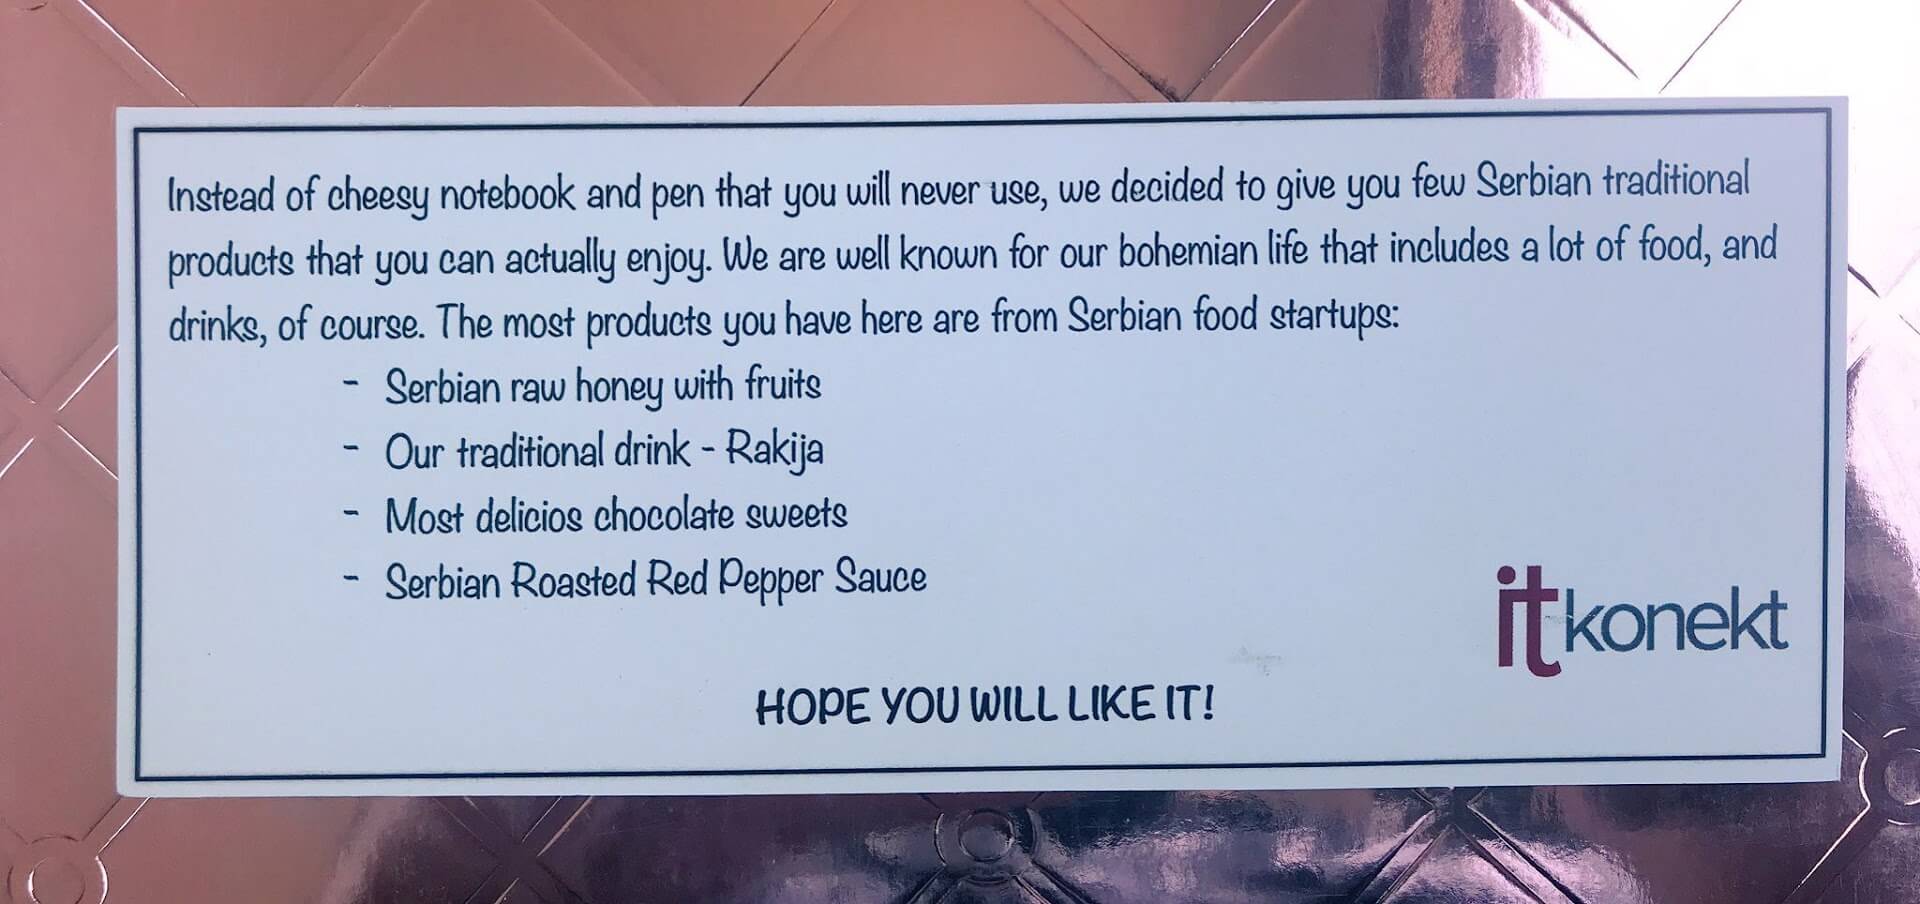 Instead of cheesy notebook and pen that you will never use, we decided to give you few Serbian traditional
products that you can actually enjoy. We are well known for our bohemian life that includes a lot of food, and
drinks, of course. The most products you have here are from Serbian food startups:
- Serbian raw honey with fruits
- Our traditional drink - Rakija
- Most delicios chocolate sweets
- Serbian Roasted Red Pepper Sauce
itkonekt
HOPE YOU WILL LIKE IT!